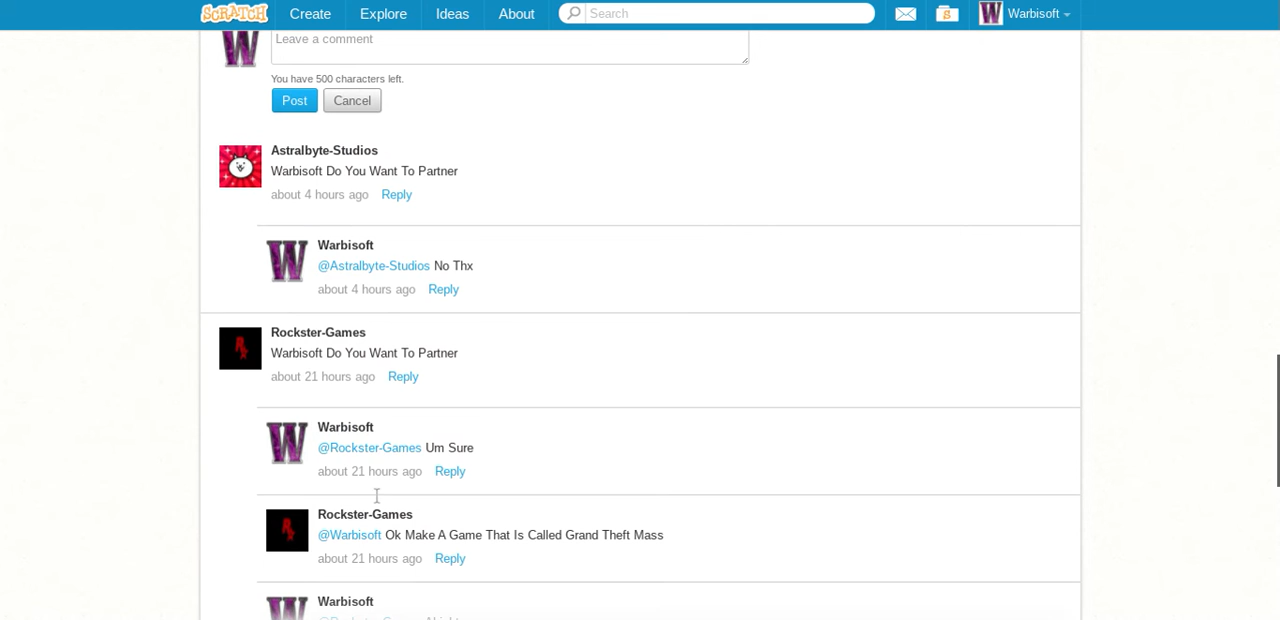 SCRATCH Create Explore Ideas About Search S W Warbisoft
W Leave a comment
You have 500 characters left.
Post Cancel
Astralbyte-Studios
Warbisoft Do You Want To Partner
about 4 hours ago Reply
W Warbisoft
@Astralbyte-Studios No Thx
about 4 hours ago Reply
Rockster-Games
Warbisoft Do You Want To Partner
about 21 hours ago Reply
W Warbisoft
@Rockster-Games Um Sure
about 21 hours ago Reply
Rockster-Games
@Warbisoft Ok Make A Game That Is Called Grand Theft Mass
about 21 hours ago Reply
W Warbisoft